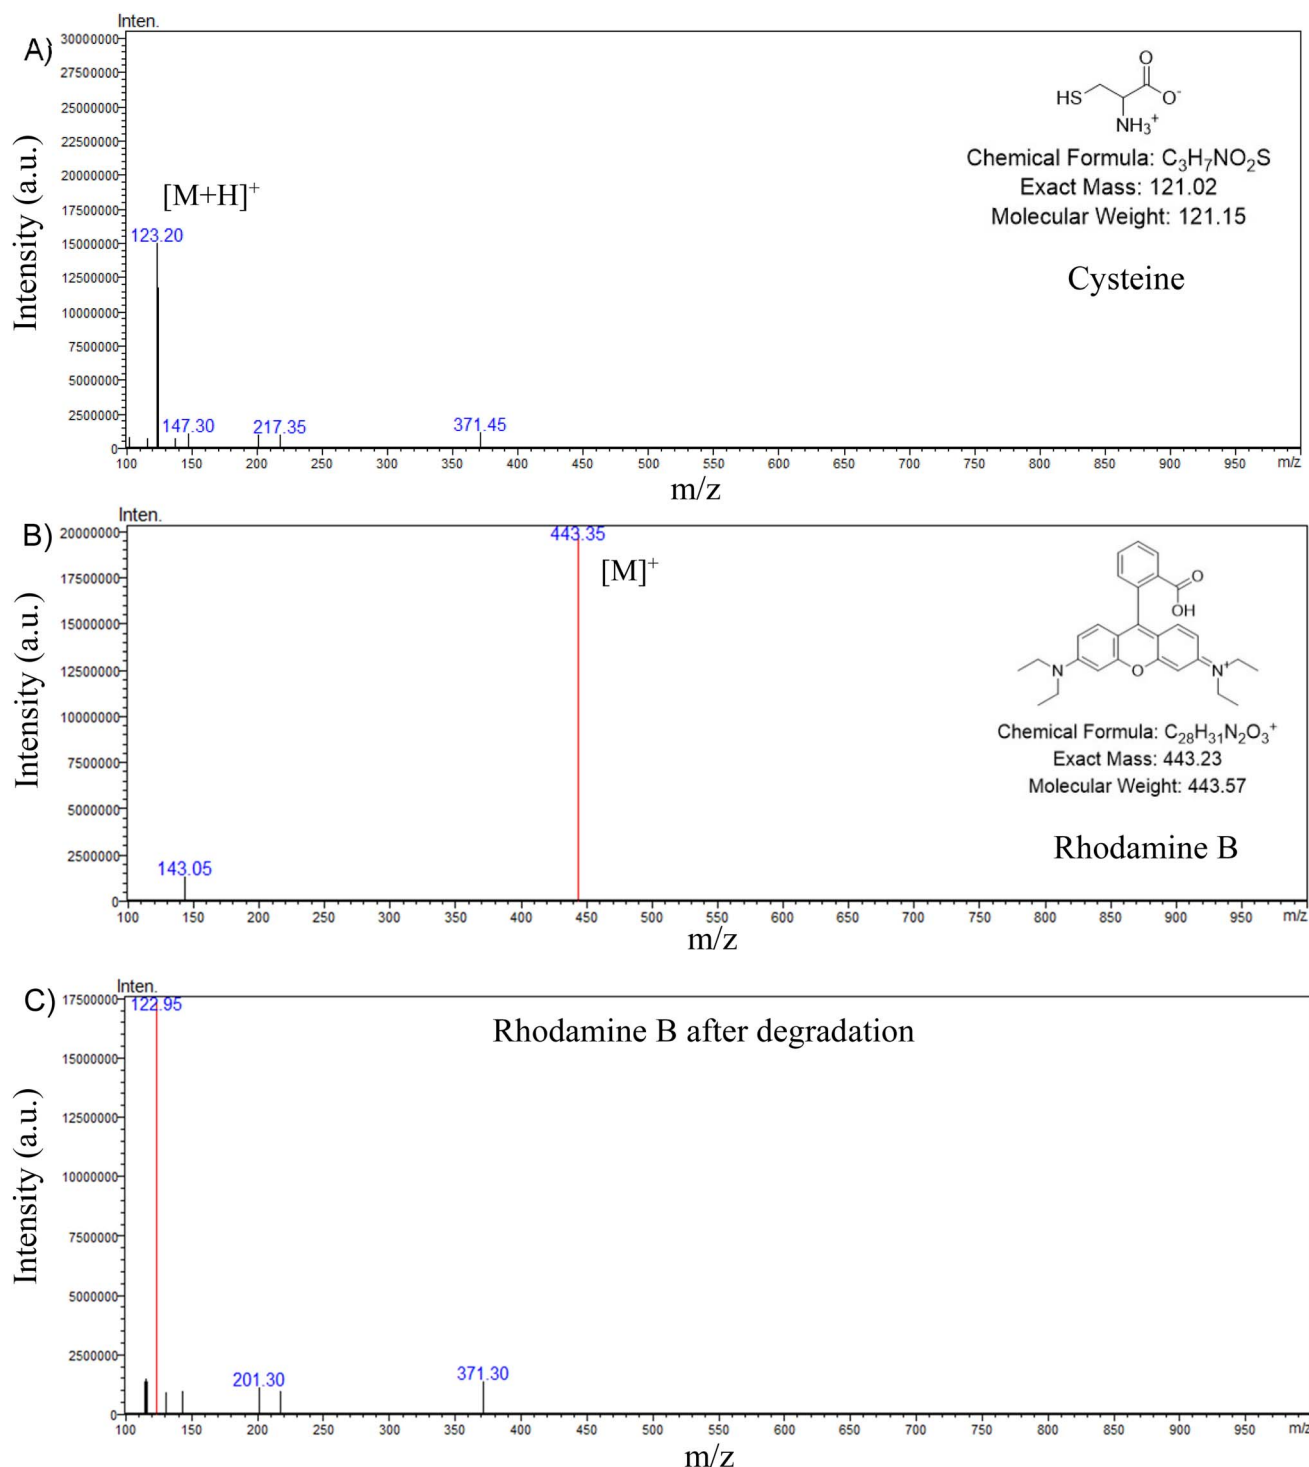 A)
Inten.
30000000
27500000
25000000
22500000
20000000
17500000
15000000
12500000
10000000
7500000
5000000
2500000
0
Intensity (a.u.)
[M+H]⁺
123.20
147.30
217.35
371.45
O
HS
O⁻
NH₃⁺
Chemical Formula: C₃H₇NO₂S
Exact Mass: 121.02
Molecular Weight: 121.15
Cysteine
100 150 200 250 300 350 400 450 500 550 600 650 700 750 800 850 900 950 m/z
m/z
B)
Inten.
20000000
17500000
15000000
12500000
10000000
7500000
5000000
2500000
0
Intensity (a.u.)
443.35
[M]⁺
143.05
O
OH
N
O
N⁺
Chemical Formula: C₂₈H₃₁N₂O₃⁺
Exact Mass: 443.23
Molecular Weight: 443.57
Rhodamine B
100 150 200 250 300 350 400 450 500 550 600 650 700 750 800 850 900 950 m/z
m/z
C)
Inten.
17500000
15000000
12500000
10000000
7500000
5000000
2500000
0
Intensity (a.u.)
122.95
Rhodamine B after degradation
201.30
371.30
100 150 200 250 300 350 400 450 500 550 600 650 700 750 800 850 900 950 m/z
m/z